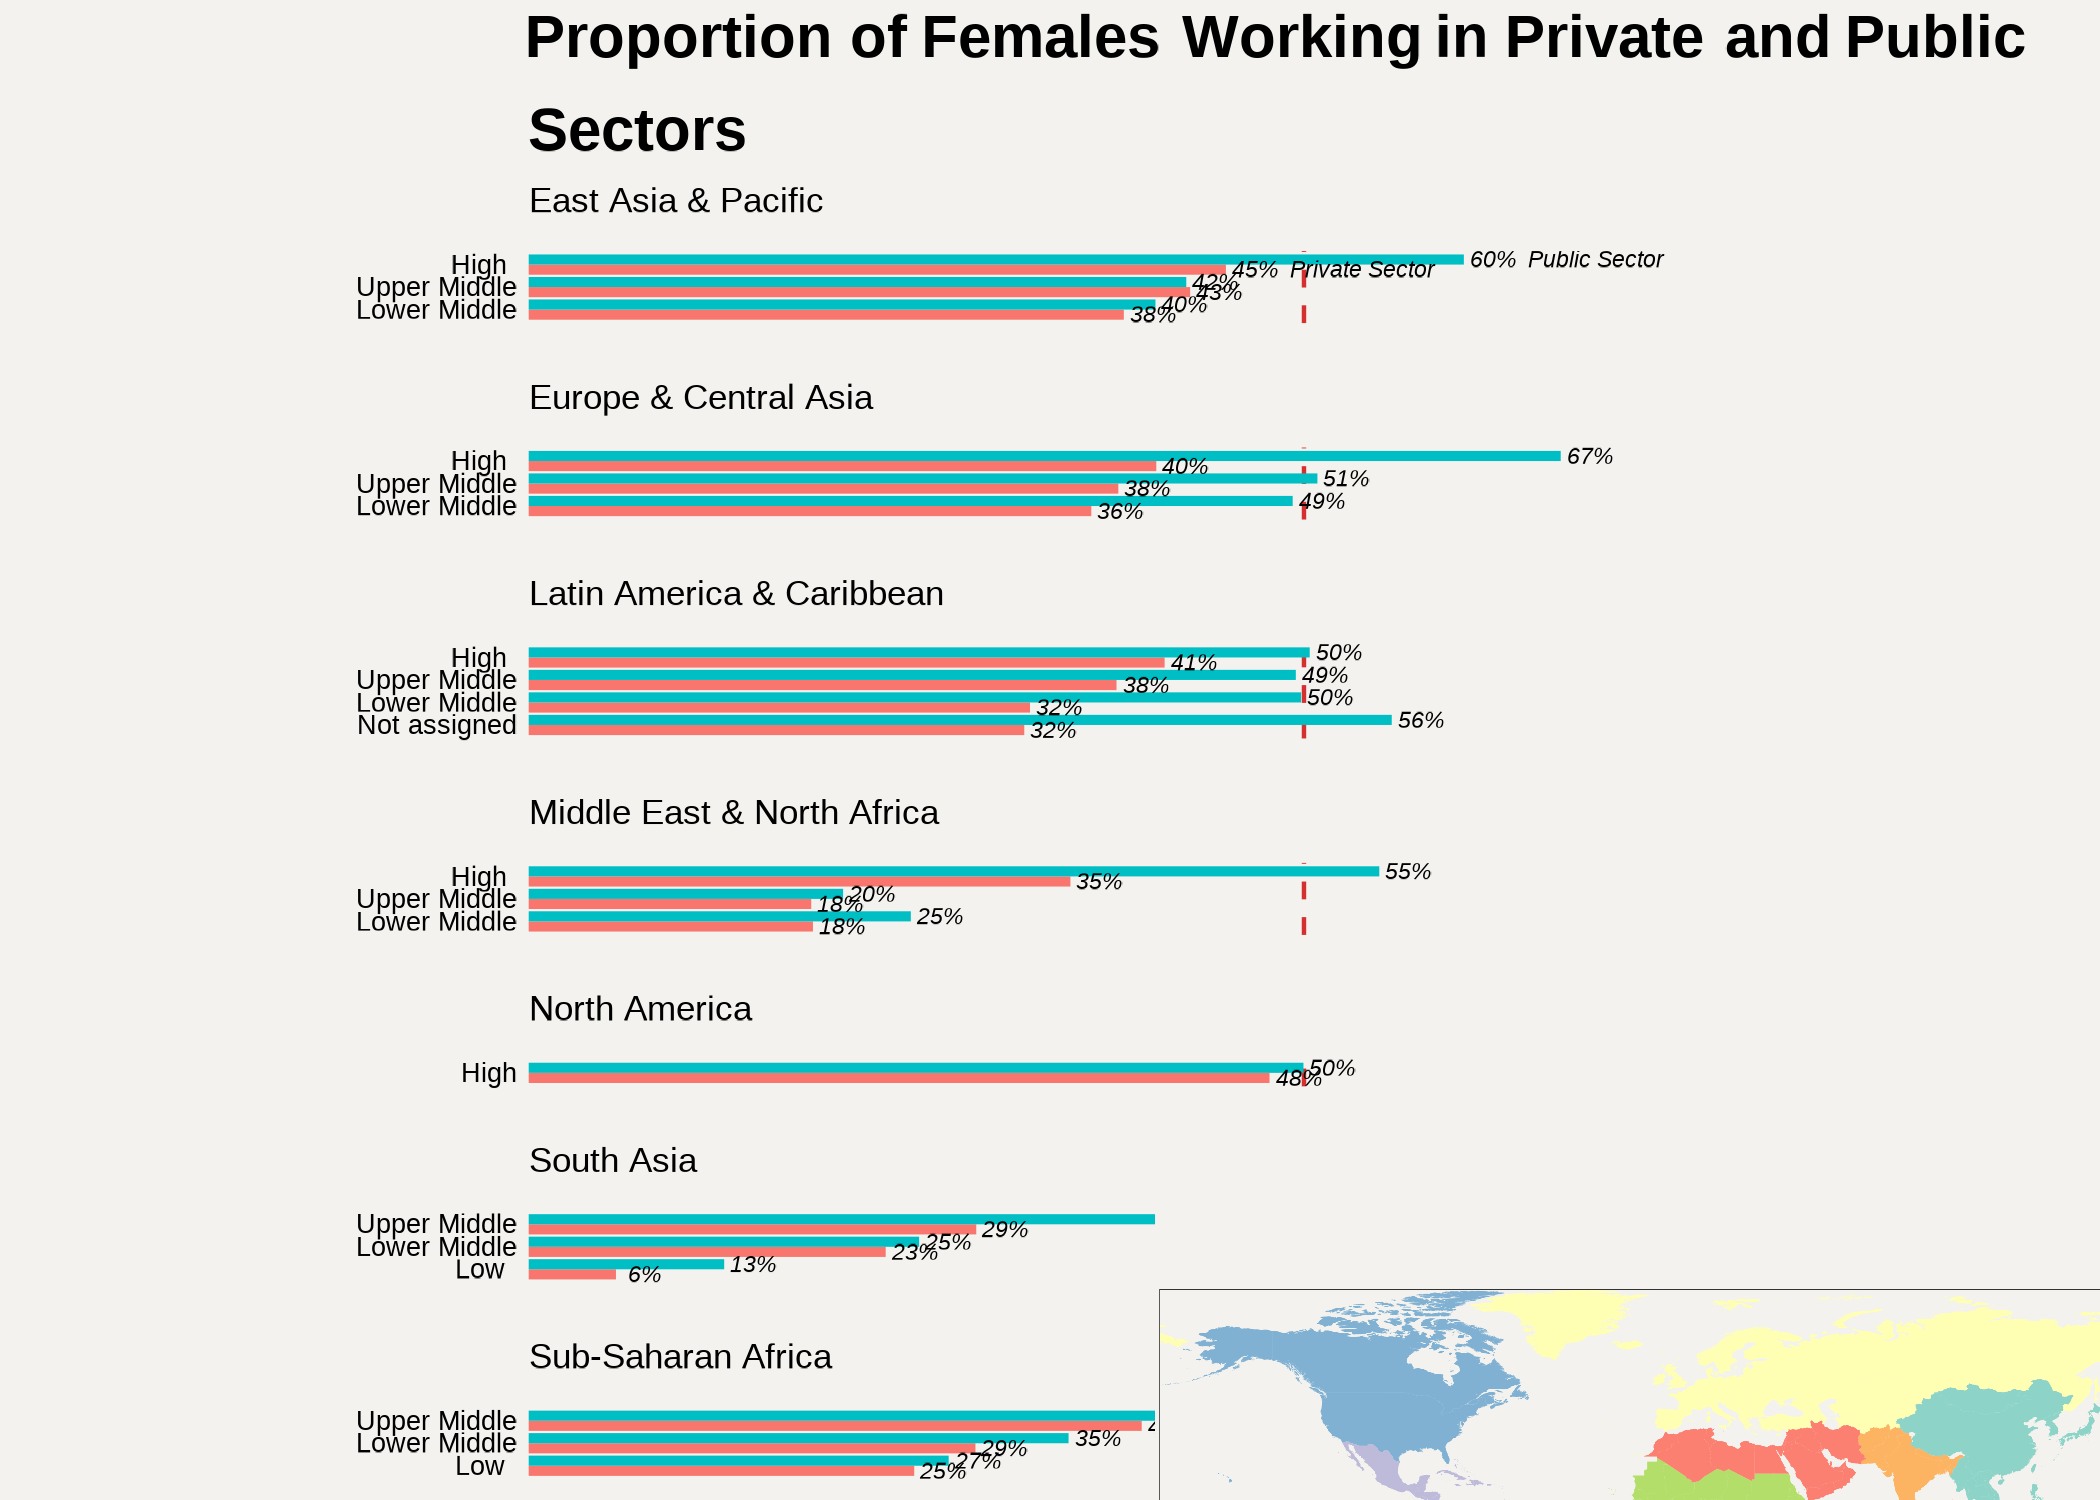 Proportion of Females Working in Private and Public
Sectors
East Asia & Pacific
High
60% Public Sector
45% Private Sector
Upper Middle
42%
43%
Lower Middle
40%
38%
Europe & Central Asia
High
67%
40%
Upper Middle
51%
38%
Lower Middle
49%
36%
Latin America & Caribbean
High
50%
41%
Upper Middle
49%
38%
Lower Middle
50%
32%
Not assigned
56%
32%
Middle East & North Africa
High
55%
35%
Upper Middle
20%
18%
Lower Middle
25%
18%
North America
High
50%
48%
South Asia
Upper Middle
29%
Lower Middle
25%
23%
Low
13%
6%
Sub-Saharan Africa
Upper Middle
Lower Middle
35%
29%
Low
27%
25%